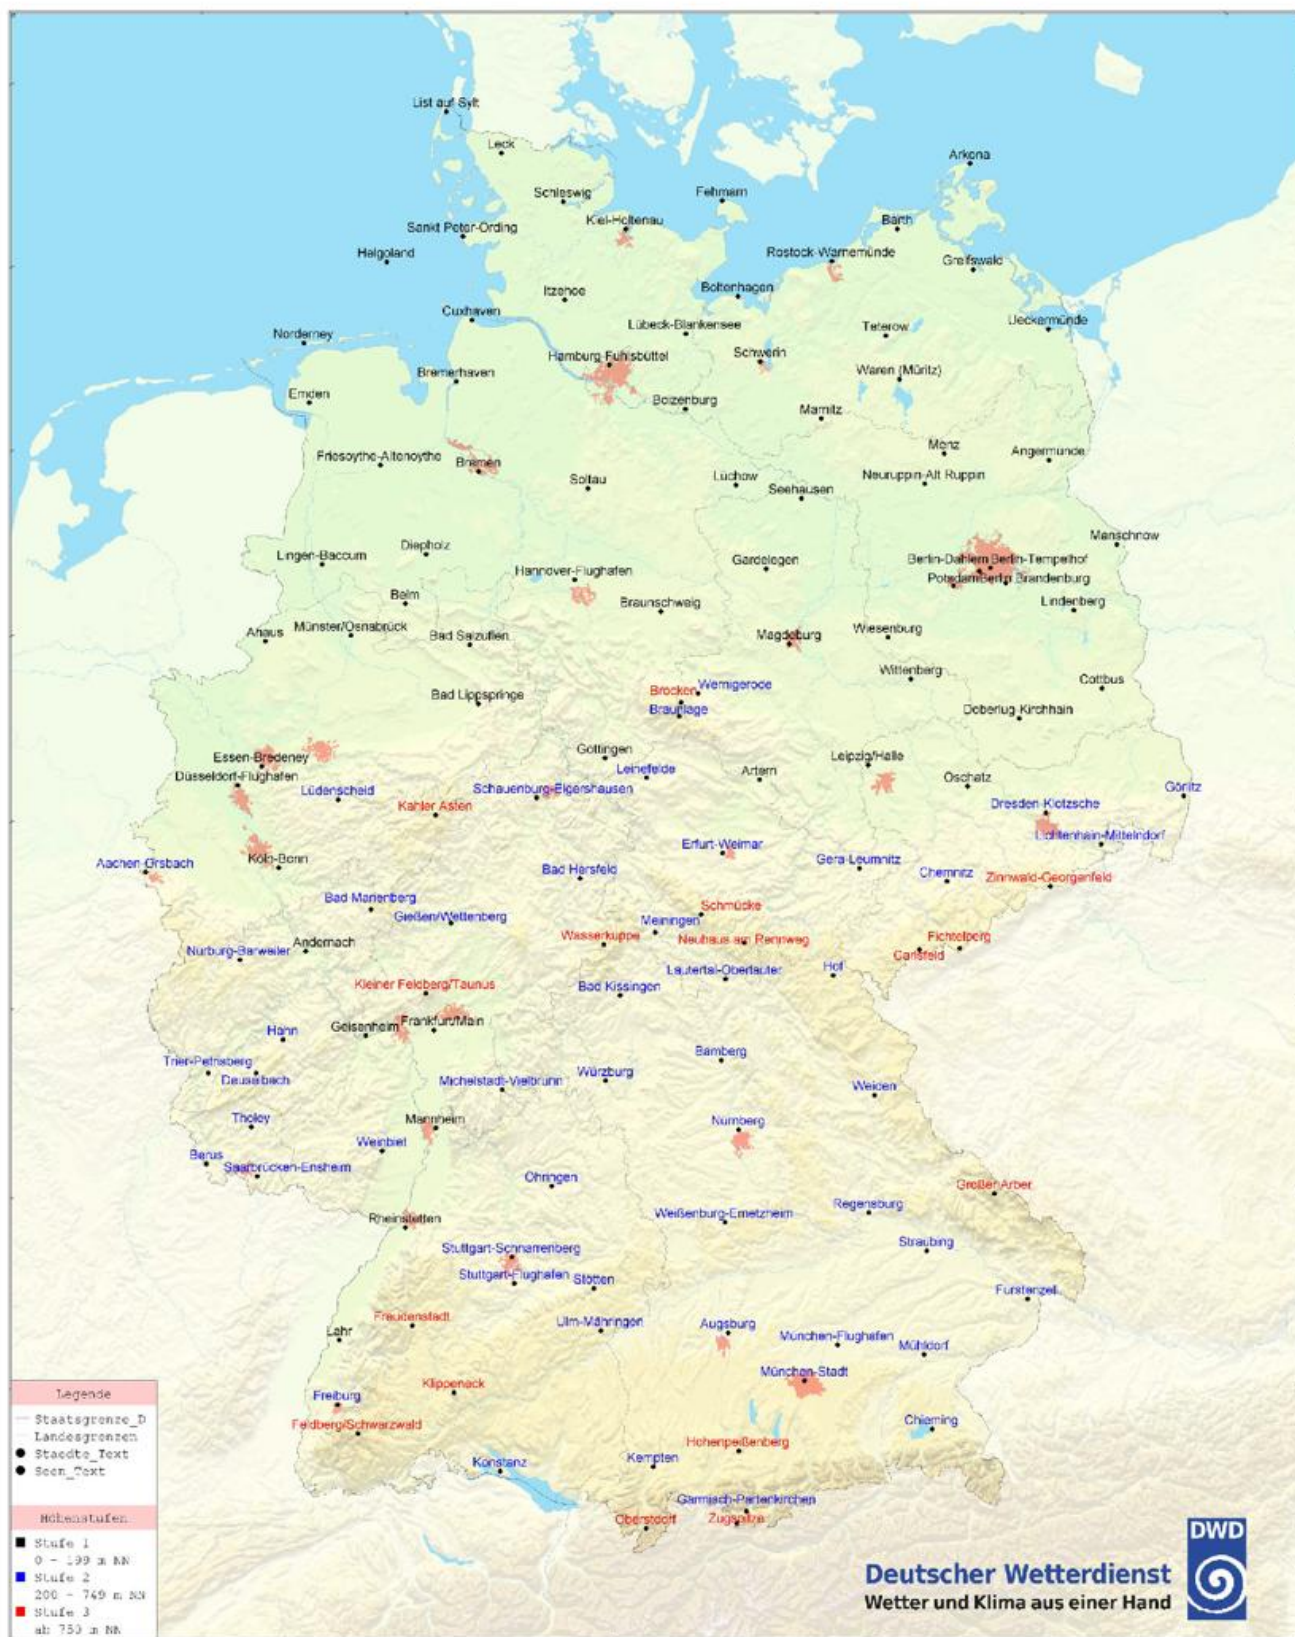 List auf Sylt
Leck
Arkona
Schleswig
Fehmarn
Kiel-Holtenau
Barth
Sankt Peter-Ording
Helgoland
Rostock-Warnemünde
Greifswald
Itzehoe
Boltenhagen
Cuxhaven
Lübeck-Blankensee
Teterow
Ueckermünde
Norderney
Hamburg-Fuhlsbüttel
Schwerin
Bremerhaven
Waren (Müritz)
Emden
Boizenburg
Marnitz
Friesoythe-Altenoythe
Bremen
Menz
Angermünde
Soltau
Lüchow
Seehausen
Neuruppin-Alt Ruppin
Manschnow
Lingen-Baccum
Diepholz
Hannover-Flughafen
Gardelegen
Berlin-Dahlem Berlin-Tempelhof
Potsdam Berlin Brandenburg
Belm
Braunschweig
Lindenberg
Ahaus
Münster/Osnabrück
Bad Salzuflen
Magdeburg
Wiesenburg
Wittenberg
Cottbus
Bad Lippspringe
Brocken
Wernigerode
Braunlage
Doberlug-Kirchhain
Essen-Bredeney
Göttingen
Leipzig/Halle
Düsseldorf-Flughafen
Leinefelde
Artern
Oschatz
Lüdenscheid
Schauenburg-Elgershausen
Görlitz
Kahler Asten
Dresden-Klotzsche
Lichtenhain-Mittelndorf
Aachen-Orsbach
Köln-Bonn
Erfurt-Weimar
Gera-Leumnitz
Bad Hersfeld
Chemnitz
Zinnwald-Georgenfeld
Bad Marienberg
Gießen/Wettenberg
Schmücke
Meiningen
Nürburg-Barweiler
Andernach
Wasserkuppe
Neuhaus am Rennweg
Fichtelberg
Carlsfeld
Lautertal-Oberlauter
Hof
Kleiner Feldberg/Taunus
Bad Kissingen
Hahn
Geisenheim
Frankfurt/Main
Trier-Petrisberg
Deuselbach
Michelstadt-Vielbrunn
Würzburg
Bamberg
Weiden
Tholey
Mannheim
Nürnberg
Weinbiet
Berus
Saarbrücken-Ensheim
Öhringen
Großer Arber
Rheinstetten
Weißenburg-Emetzheim
Regensburg
Stuttgart-Schnarrenberg
Straubing
Stuttgart-Flughafen
Stötten
Fürstenzell
Freudenstadt
Lahr
Ulm-Mähringen
Augsburg
München-Flughafen
Mühldorf
München-Stadt
Klippeneck
Freiburg
Feldberg/Schwarzwald
Chieming
Hohenpeißenberg
Konstanz
Kempten
Garmisch-Partenkirchen
Oberstdorf
Zugspitze
Legende
Staatsgrenze_D
Landesgrenzen
Staedte_Text
Seen_Text
Höhenstufen
Stufe 1
0 - 199 m NN
Stufe 2
200 - 749 m NN
Stufe 3
ab 750 m NN
DWD
Deutscher Wetterdienst
Wetter und Klima aus einer Hand